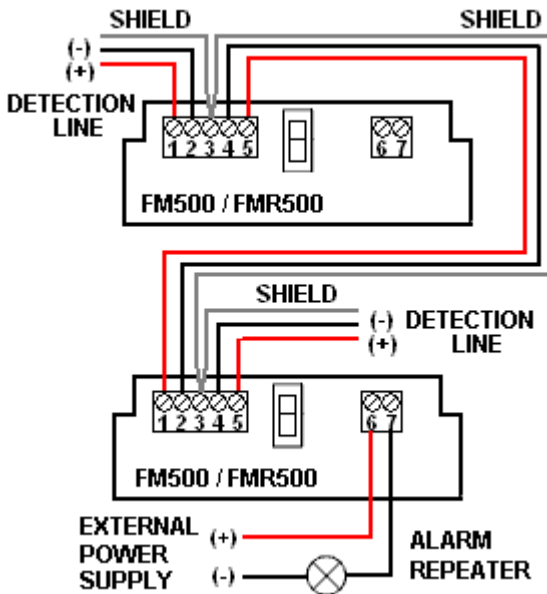 SHIELD SHIELD
(-)
(+)
DETECTION
LINE
1 2 3 4 5 6 7
FM500 / FMR500
SHIELD
(-) DETECTION
(+) LINE
1 2 3 4 5 6 7
FM500 / FMR500
EXTERNAL
POWER
SUPPLY
(+)
(-)
ALARM
REPEATER